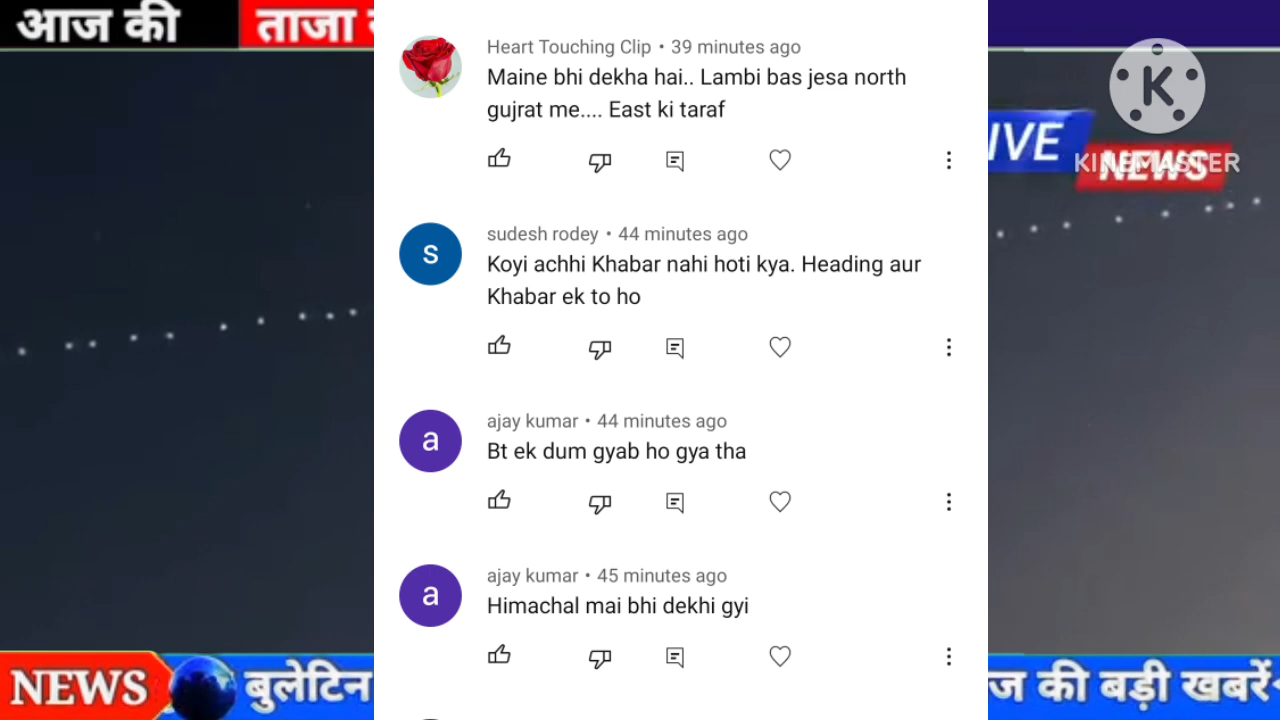 आज की ताजा
Heart Touching Clip • 39 minutes ago
Maine bhi dekha hai.. Lambi bas jesa north
gujrat me.... East ki taraf
K
IVE
KINEMASTER
NEWS
s
sudesh rodey • 44 minutes ago
Koyi achhi Khabar nahi hoti kya. Heading aur
Khabar ek to ho
a
ajay kumar • 44 minutes ago
Bt ek dum gyab ho gya tha
a
ajay kumar • 45 minutes ago
Himachal mai bhi dekhi gyi
NEWS बुलेटिन
ज की बड़ी खबरें